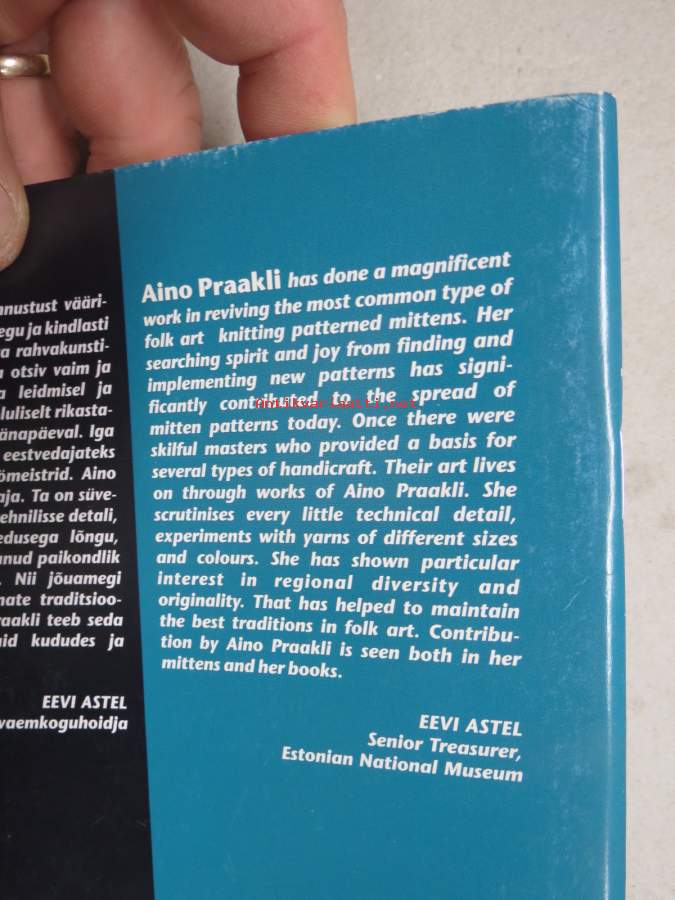 nnustust vääri-
egu ja kindlasti
a rahvakunsti-
otsiv vaim ja
leidmisel ja
luliselt rikasta-
änapäeval. Iga
eestvedajateks
ömeistrid. Aino
aja. Ta on süve-
ehnilisse detali,
edusega lõngu,
anud paikondlik
. Nii jõuamegi
nate traditsioo-
raakli teeb seda
id kududes ja
EEVI ASTEL
vaemkoguhoidja
Aino Praakli has done a magnificent
work in reviving the most common type of
folk art knitting patterned mittens. Her
searching spirit and joy from finding and
implementing new patterns has signi-
ficantly contributed to the spread of
mitten patterns today. Once there were
skilful masters who provided a basis for
several types of handicraft. Their art lives
on through works of Aino Praakli. She
scrutinises every little technical detail,
experiments with yarns of different sizes
and colours. She has shown particular
interest in regional diversity and
originality. That has helped to maintain
the best traditions in folk art. Contribu-
tion by Aino Praakli is seen both in her
mittens and her books.
EEVI ASTEL
Senior Treasurer,
Estonian National Museum
antikvariaatti.net